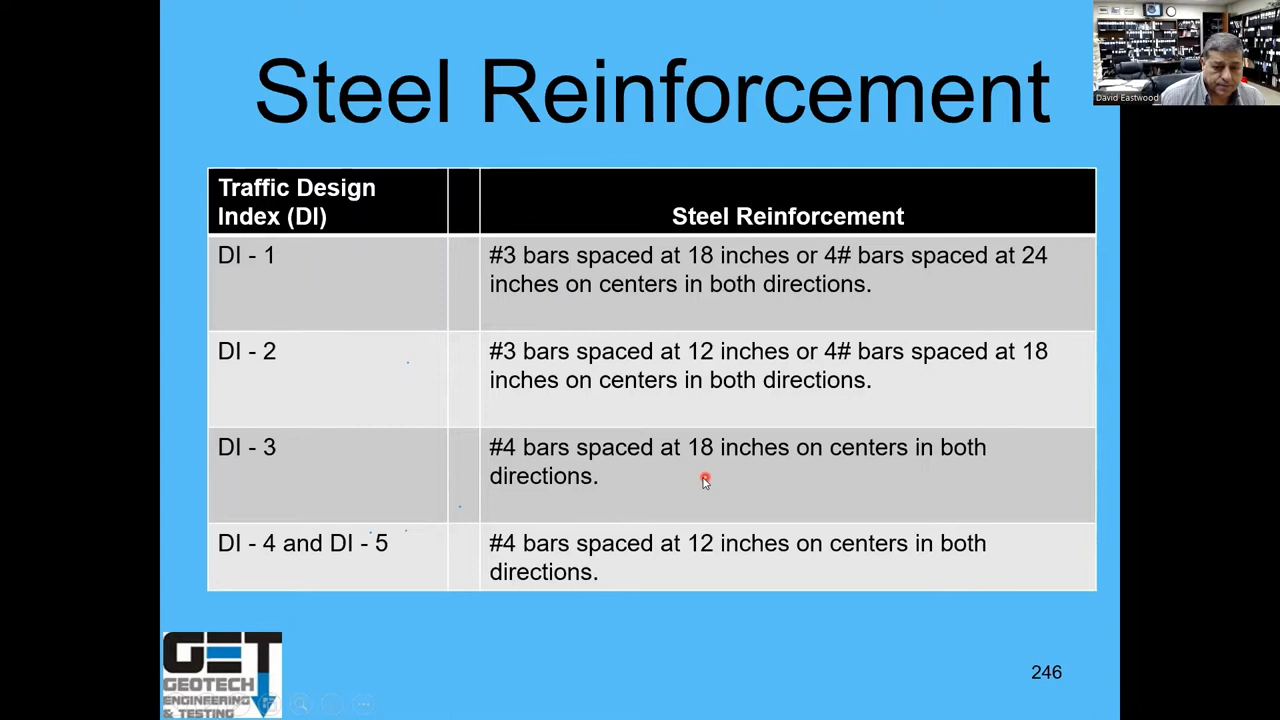 Steel Reinforcement
David Eastwood
Traffic Design
Index (DI)
Steel Reinforcement
DI - 1
#3 bars spaced at 18 inches or 4# bars spaced at 24
inches on centers in both directions.
DI - 2
#3 bars spaced at 12 inches or 4# bars spaced at 18
inches on centers in both directions.
DI - 3
#4 bars spaced at 18 inches on centers in both
directions.
DI - 4 and DI - 5
#4 bars spaced at 12 inches on centers in both
directions.
GET
GEOTECH
ENGINEERING
& TESTING
246